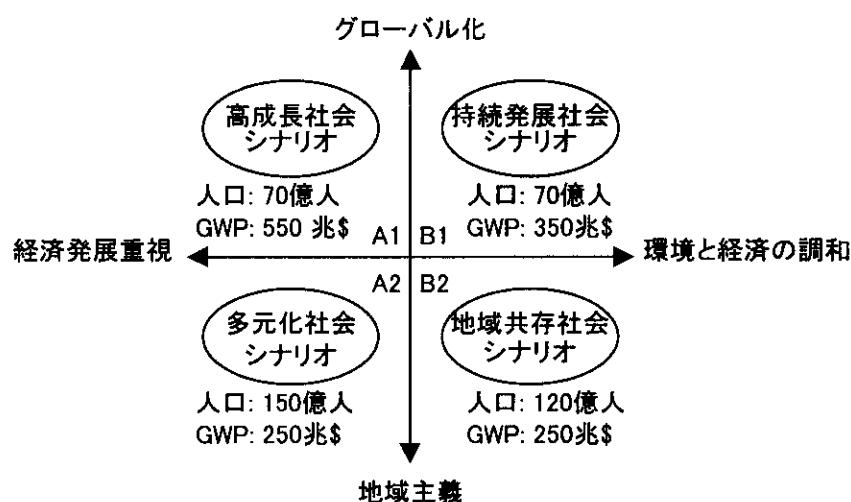 グローバル化
高成長社会
シナリオ
持続発展社会
シナリオ
人口: 70億人
GWP: 550 兆$
人口: 70億人
GWP: 350兆$
A1
B1
経済発展重視
環境と経済の調和
A2
B2
多元化社会
シナリオ
地域共存社会
シナリオ
人口: 150億人
GWP: 250兆$
人口: 120億人
GWP: 250兆$
地域主義